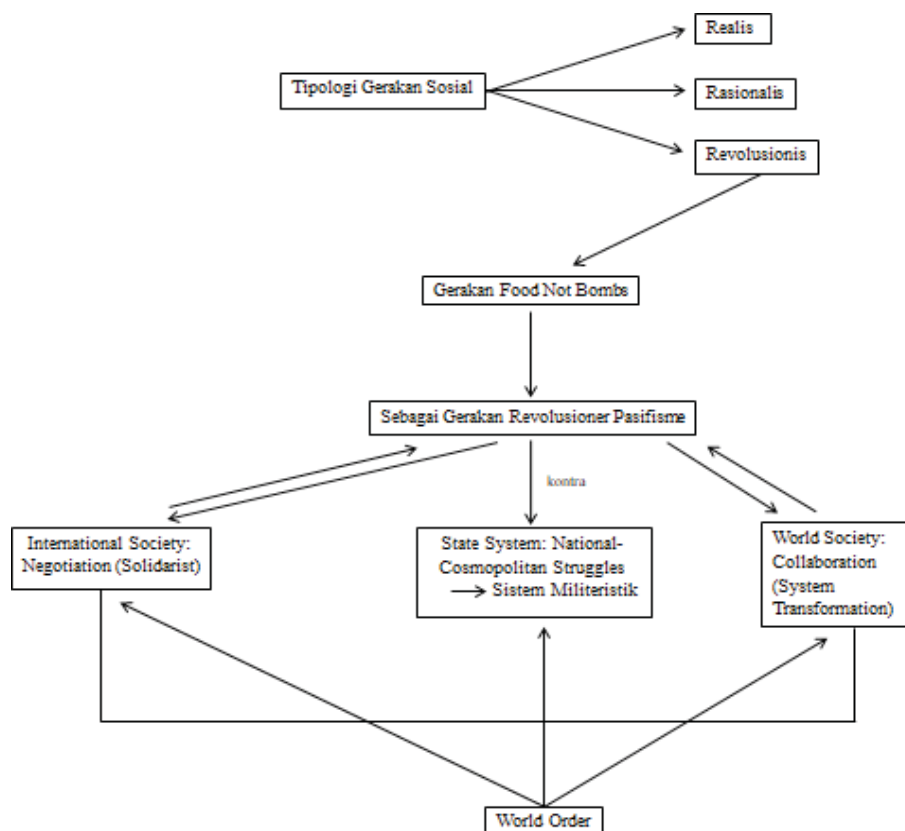 Realis
Tipologi Gerakan Sosial
Rasionalis
Revolusionis
Gerakan Food Not Bombs
Sebagai Gerakan Revolusioner Pasifisme
kontra
International Society:
Negotiation (Solidarist)
State System: National-
Cosmopolitan Struggles
Sistem Militeristik
World Society:
Collaboration
(System
Transformation)
World Order